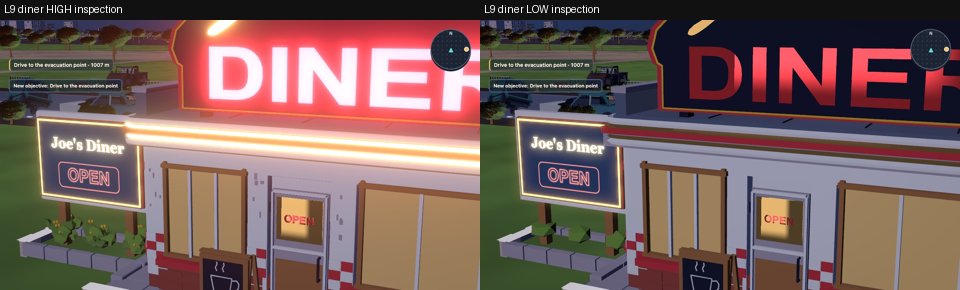 L9 diner HIGH inspection
DINER
N
Drive to the evacuation point - 1007 m
New objective: Drive to the evacuation point
Joe's Diner
OPEN
OPEN
L9 diner LOW inspection
DINER
N
Drive to the evacuation point - 1007 m
New objective: Drive to the evacuation point
Joe's Diner
OPEN
OPEN